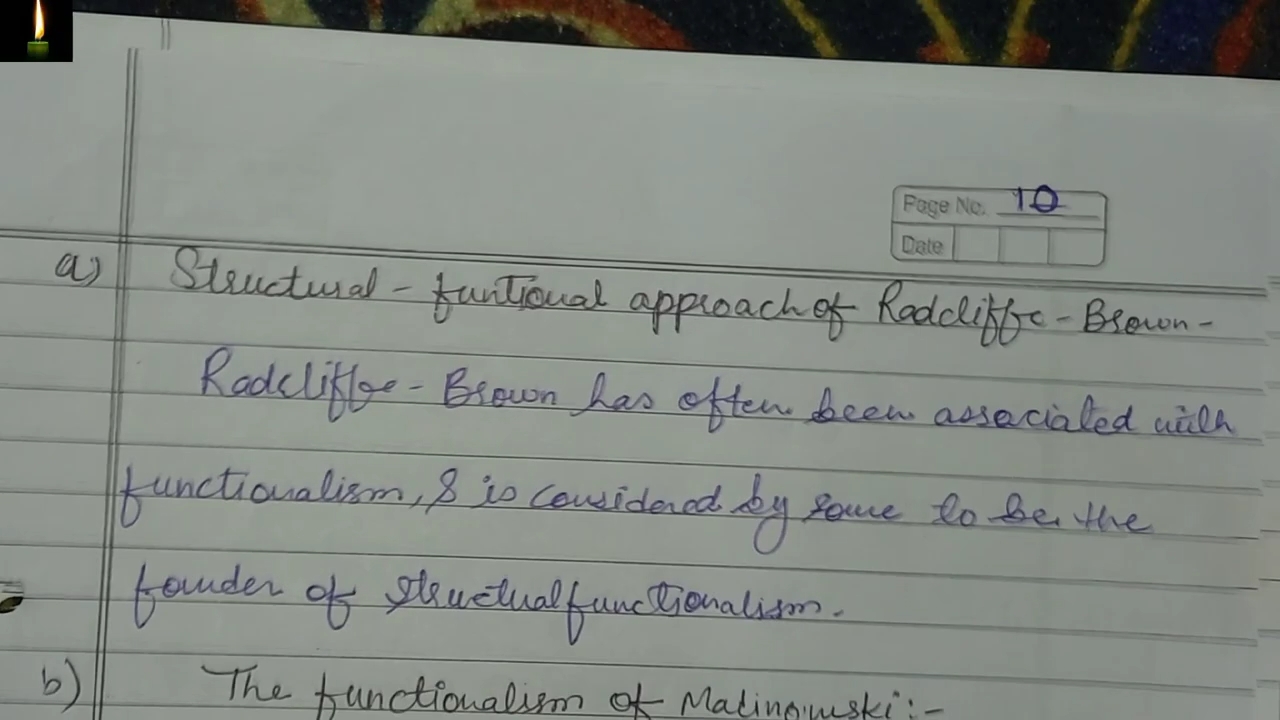 Page No. 10
Date
a) Structural - funtional approach of Radcliffe - Brown -
Radcliffe - Brown has often been associated with
functionalism, & is considered by some to be the
founder of structualfunctionalism.
b) The functionalism of Malinowski :-